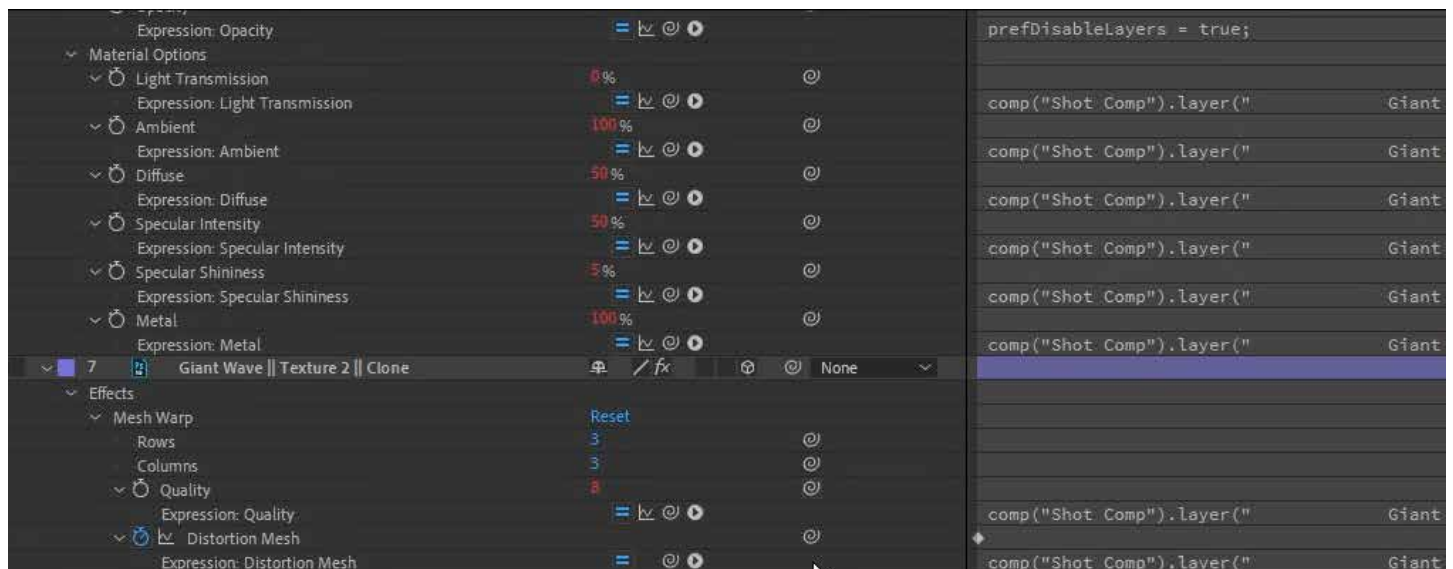 Opacity
Expression: Opacity prefDisableLayers = true;
Material Options
Light Transmission 0%
Expression: Light Transmission comp("Shot Comp").layer(" Giant
Ambient 100%
Expression: Ambient comp("Shot Comp").layer(" Giant
Diffuse 50%
Expression: Diffuse comp("Shot Comp").layer(" Giant
Specular Intensity 50%
Expression: Specular Intensity comp("Shot Comp").layer(" Giant
Specular Shininess 5%
Expression: Specular Shininess comp("Shot Comp").layer(" Giant
Metal 100%
Expression: Metal comp("Shot Comp").layer(" Giant
7 Ps Giant Wave || Texture 2 || Clone fx None
Effects
Mesh Warp Reset
Rows 3
Columns 3
Quality 8
Expression: Quality comp("Shot Comp").layer(" Giant
Distortion Mesh
Expression: Distortion Mesh comp("Shot Comp").layer(" Giant